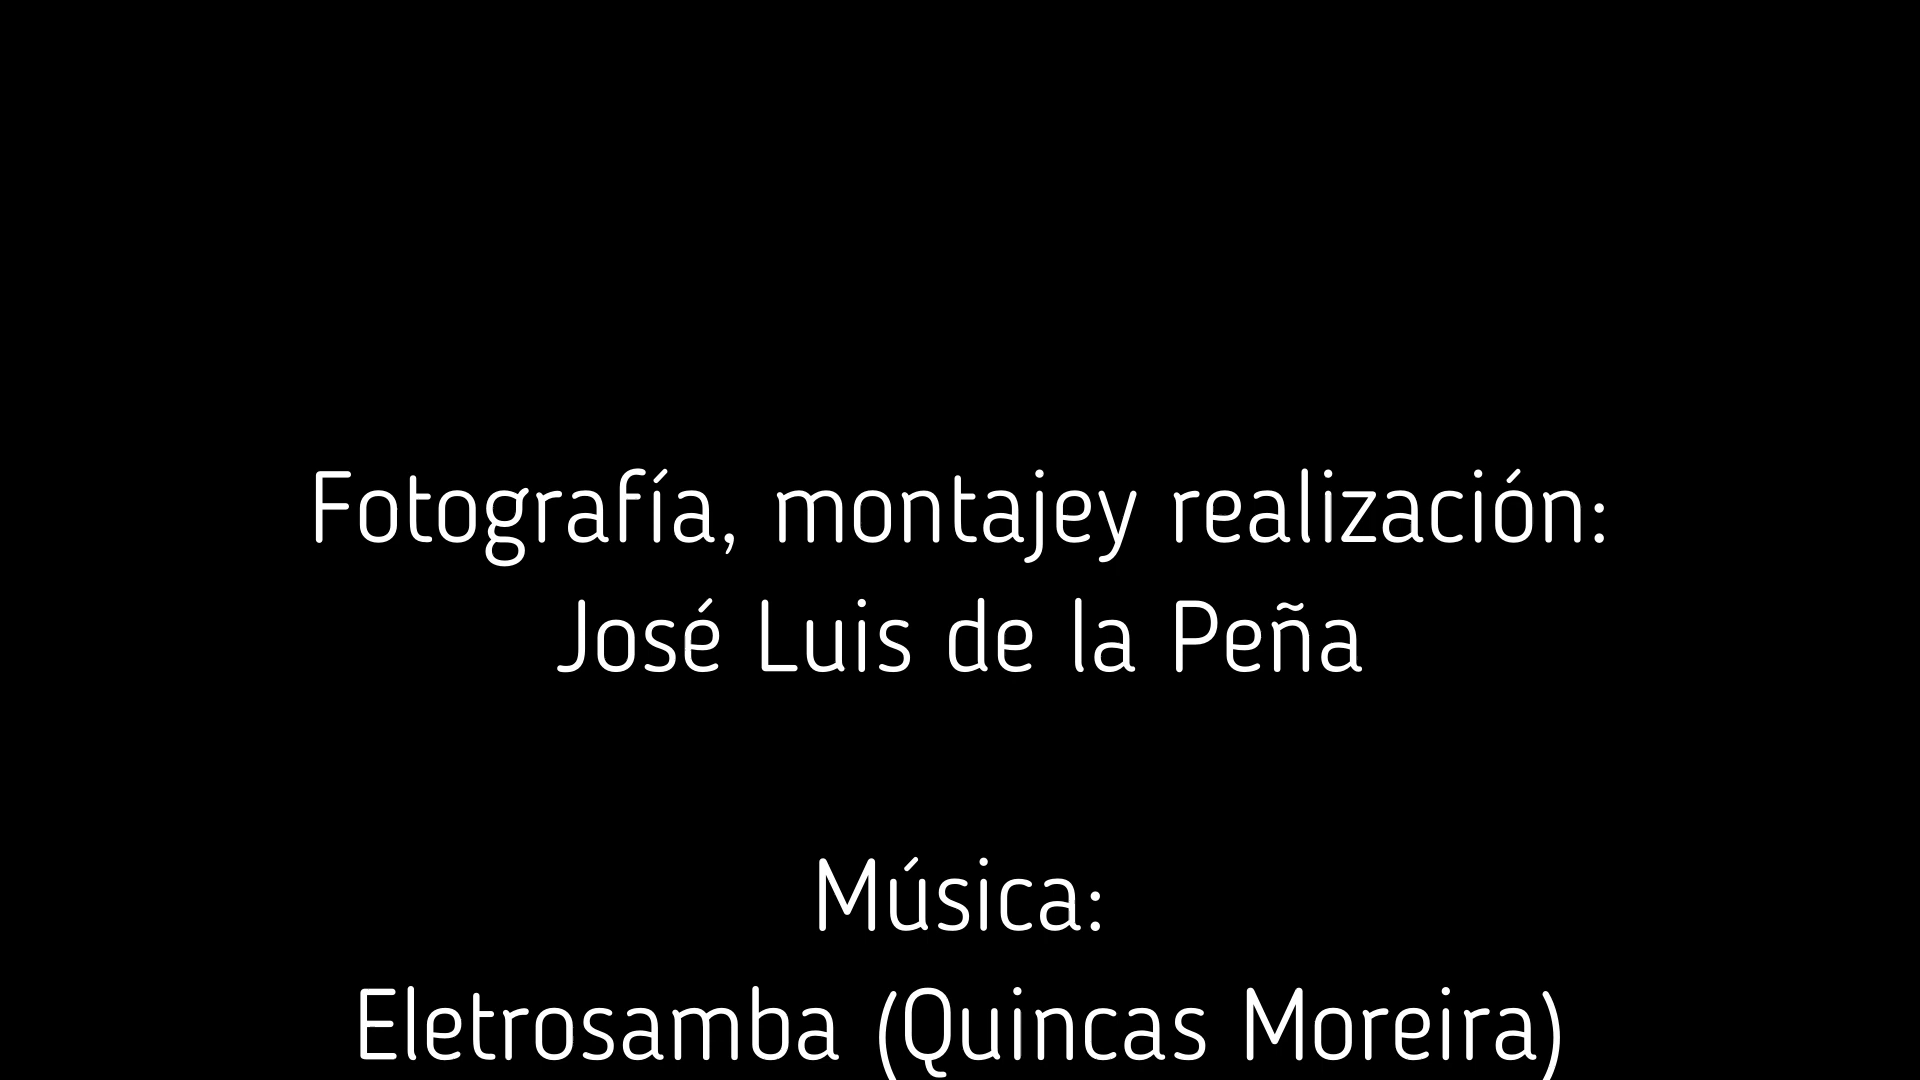 Fotografía, montajey realización:
José Luis de la Peña
Música:
Eletrosamba (Quincas Moreira)